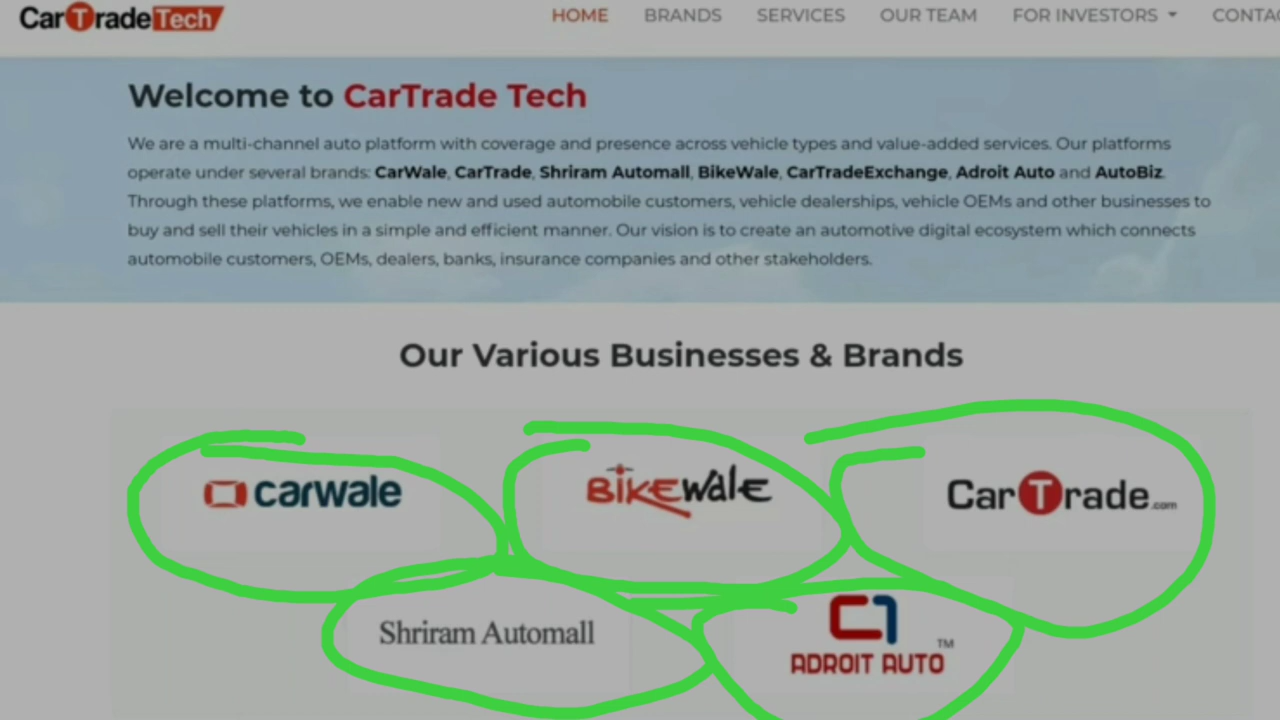 CarTradeTech
HOME BRANDS SERVICES OUR TEAM FOR INVESTORS
Welcome to CarTrade Tech
We are a multi-channel auto platform with coverage and presence across vehicle types and value-added services. Our platforms
operate under several brands: CarWale, CarTrade, Shriram Automall, BikeWale, CarTradeExchange, Adroit Auto and AutoBiz.
Through these platforms, we enable new and used automobile customers, vehicle dealerships, vehicle OEMs and other businesses to
buy and sell their vehicles in a simple and efficient manner. Our vision is to create an automotive digital ecosystem which connects
automobile customers, OEMs, dealers, banks, insurance companies and other stakeholders.
Our Various Businesses & Brands
carwale BikeWale CarTrade.com
Shriram Automall ADROIT AUTO TM